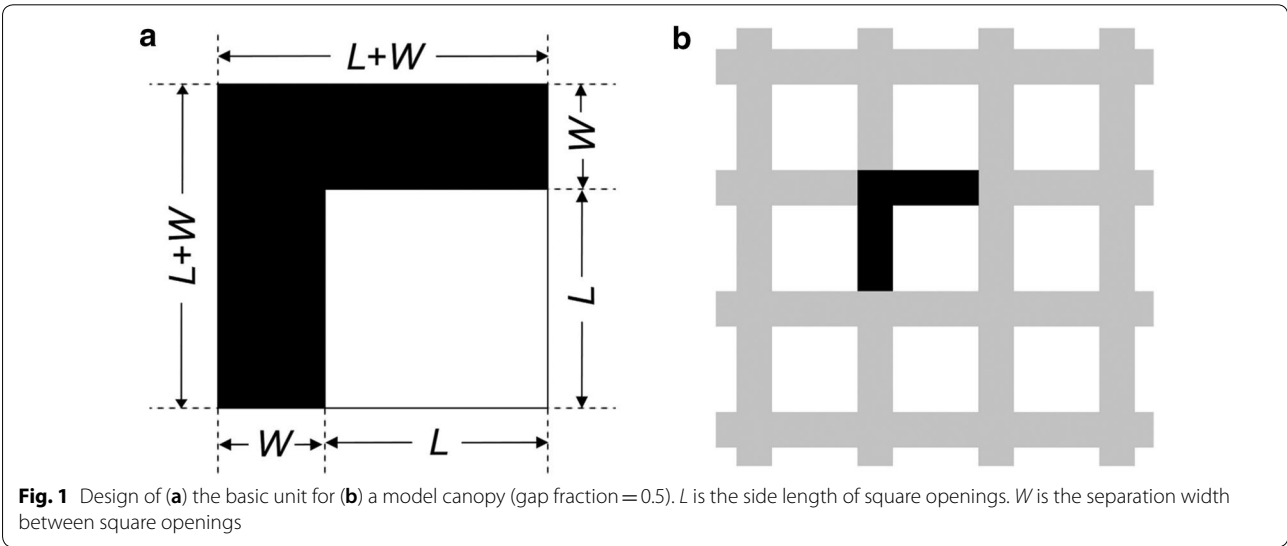 a
b
L+W
L+W
W
L
W
L
Fig. 1 Design of (a) the basic unit for (b) a model canopy (gap fraction = 0.5). L is the side length of square openings. W is the separation width
between square openings